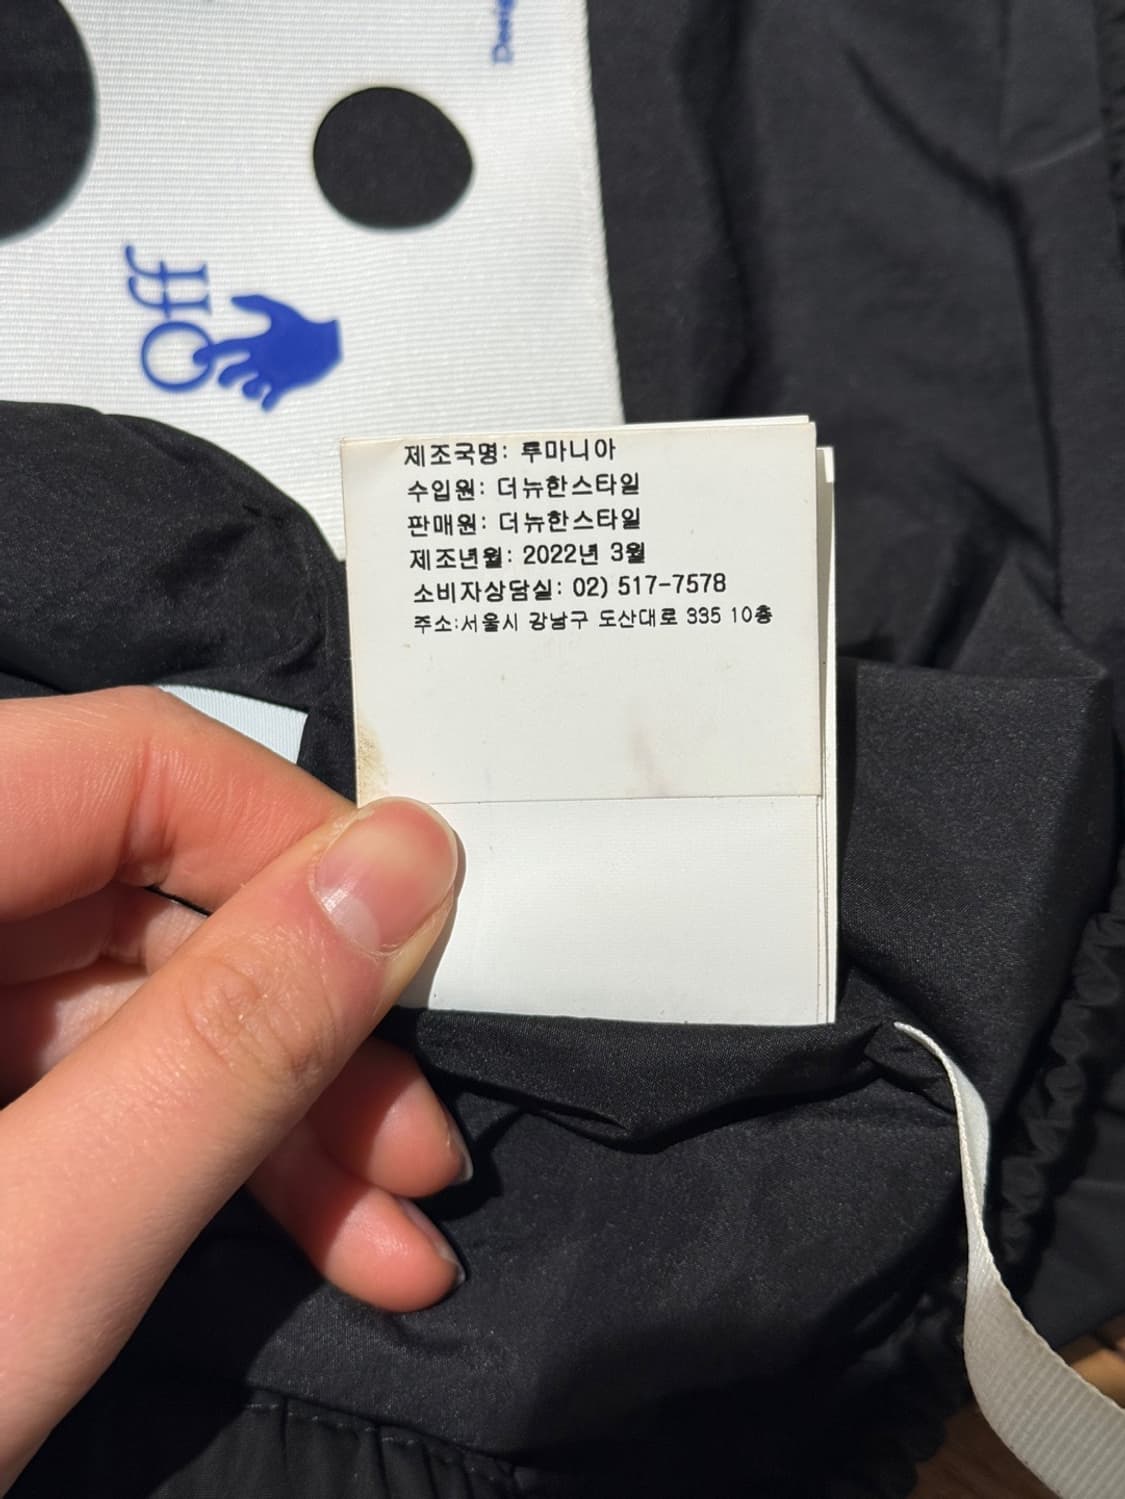 Off
제조국명: 루마니아
수입원: 더뉴한스타일
판매원: 더뉴한스타일
제조년월: 2022년 3월
소비자상담실: 02) 517-7578
주소:서울시 강남구 도산대로 335 10층